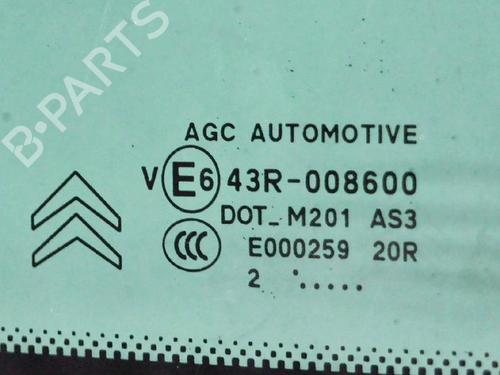 B-PARTS
AGC AUTOMOTIVE
V E6 43R-008600
DOT_M201 AS3
CCC E000259 20R
2 '.....